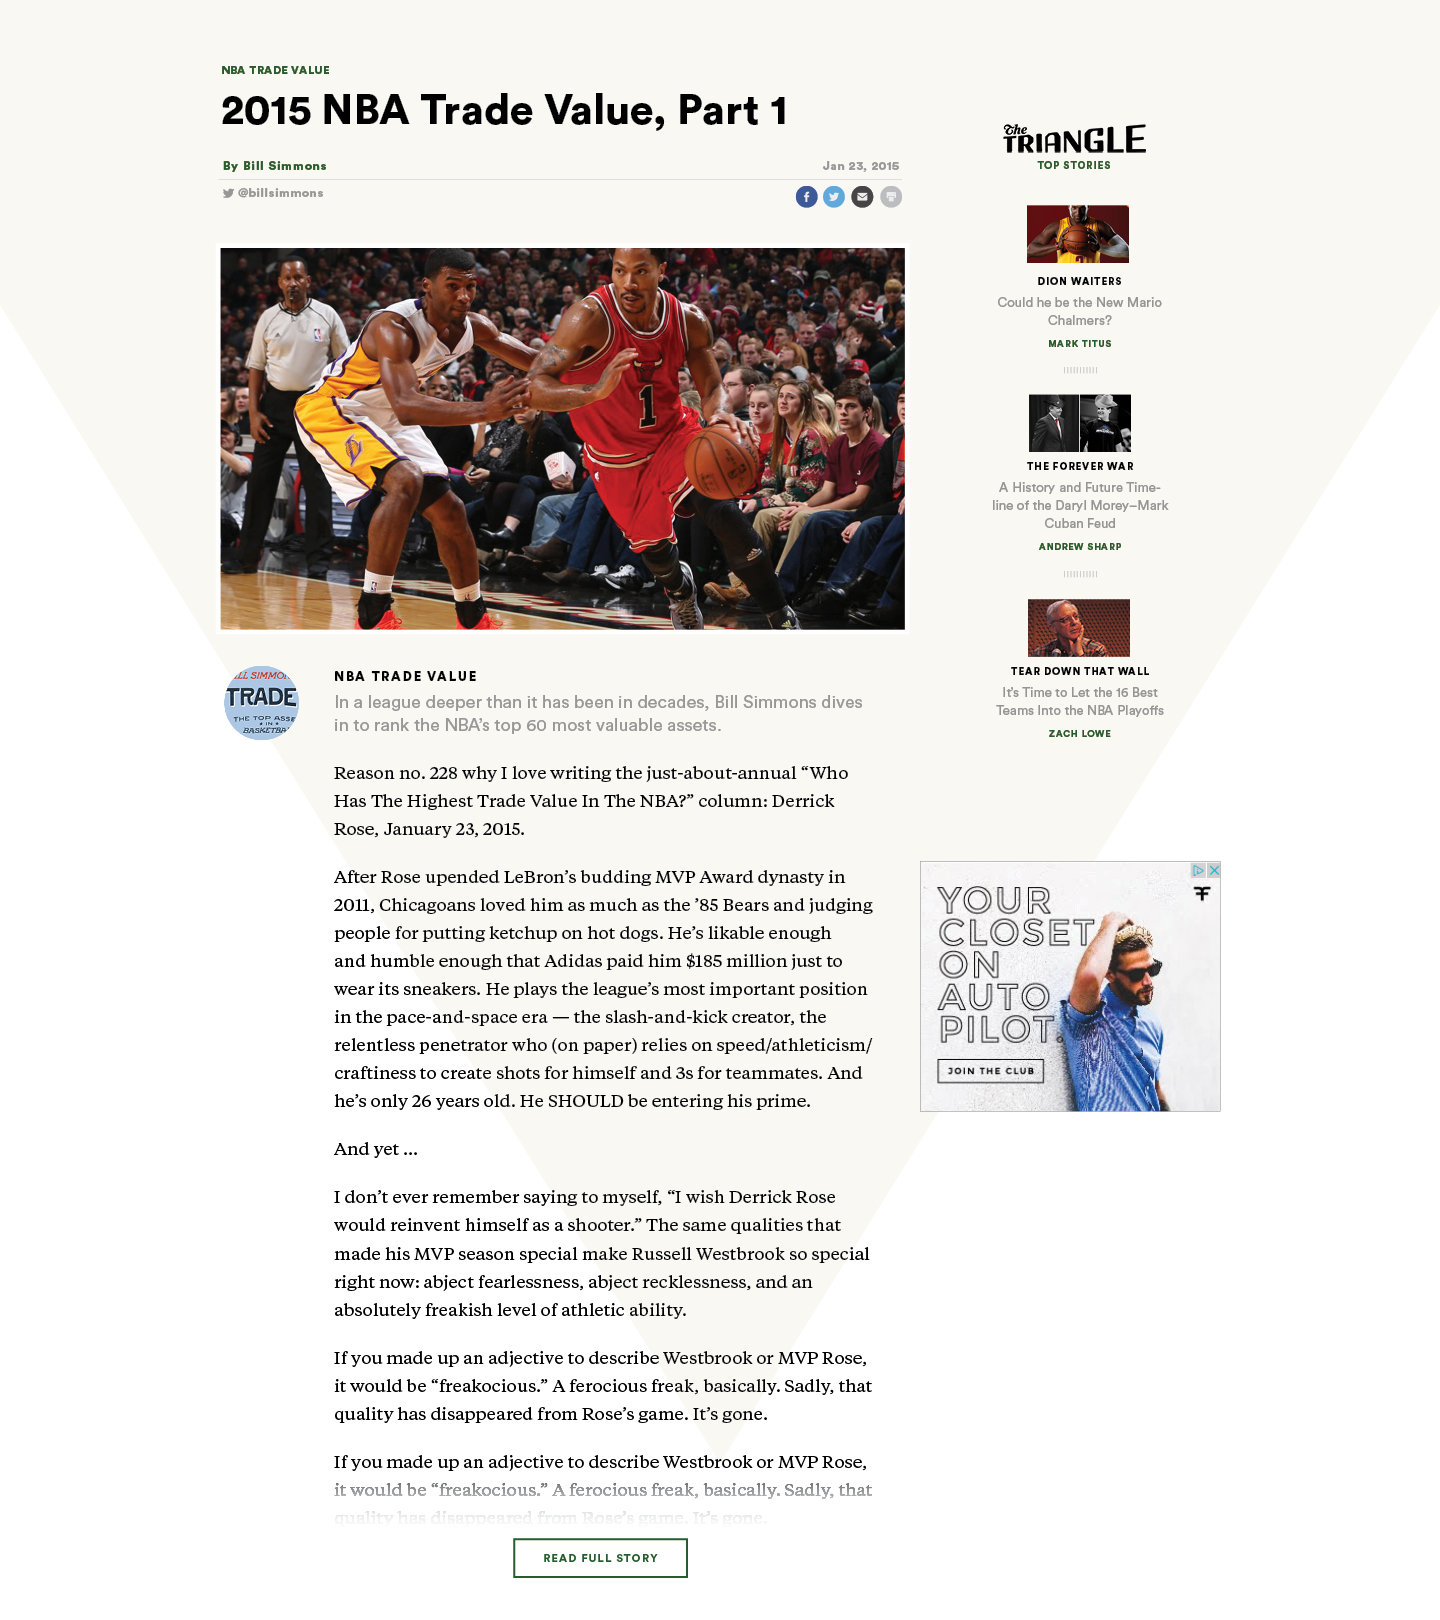 NBA TRADE VALUE
2015 NBA Trade Value, Part 1
By Bill Simmons
Jan 23, 2015
@billsimmons
BULLS
1
NBA TRADE VALUE
In a league deeper than it has been in decades, Bill Simmons dives
in to rank the NBA’s top 60 most valuable assets.
ILL SIMMO
TRADE
THE TOP ASSE
IN
BASKETBA
Reason no. 228 why I love writing the just-about-annual “Who
Has The Highest Trade Value In The NBA?” column: Derrick
Rose, January 23, 2015.
After Rose upended LeBron’s budding MVP Award dynasty in
2011, Chicagoans loved him as much as the ’85 Bears and judging
people for putting ketchup on hot dogs. He’s likable enough
and humble enough that Adidas paid him $185 million just to
wear its sneakers. He plays the league’s most important position
in the pace-and-space era — the slash-and-kick creator, the
relentless penetrator who (on paper) relies on speed/athleticism/
craftiness to create shots for himself and 3s for teammates. And
he’s only 26 years old. He SHOULD be entering his prime.
And yet ...
I don’t ever remember saying to myself, “I wish Derrick Rose
would reinvent himself as a shooter.” The same qualities that
made his MVP season special make Russell Westbrook so special
right now: abject fearlessness, abject recklessness, and an
absolutely freakish level of athletic ability.
If you made up an adjective to describe Westbrook or MVP Rose,
it would be “freakocious.” A ferocious freak, basically. Sadly, that
quality has disappeared from Rose’s game. It’s gone.
If you made up an adjective to describe Westbrook or MVP Rose,
it would be “freakocious.” A ferocious freak, basically. Sadly, that
quality has disappeared from Rose’s game. It’s gone.
READ FULL STORY
The
TRIANGLE
TOP STORIES
DION WAITERS
Could he be the New Mario
Chalmers?
MARK TITUS
THE FOREVER WAR
A History and Future Time-
line of the Daryl Morey–Mark
Cuban Feud
ANDREW SHARP
TEAR DOWN THAT WALL
It’s Time to Let the 16 Best
Teams Into the NBA Playoffs
ZACH LOWE
YOUR
CLOSET
ON
AUTO
PILOT.
JOIN THE CLUB